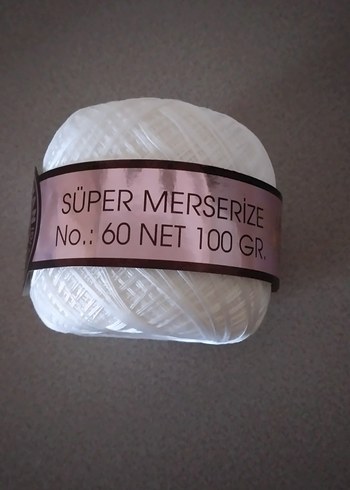 SÜPER MERSERİZE
No.: 60 NET 100 GR.